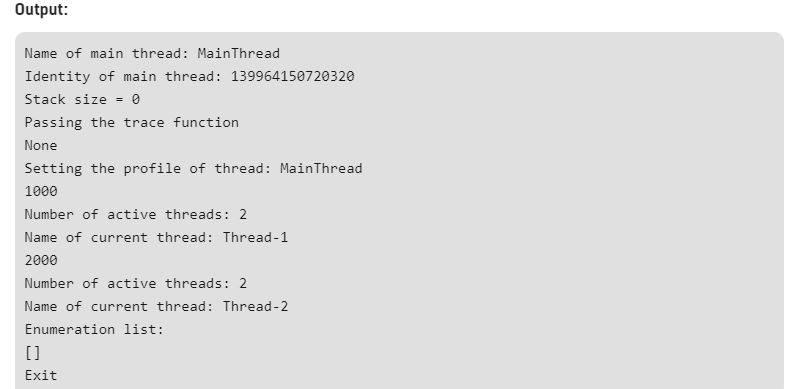 Output:
Name of main thread: MainThread
Identity of main thread: 139964150720320
Stack size = 0
Passing the trace function
None
Setting the profile of thread: MainThread
1000
Number of active threads: 2
Name of current thread: Thread-1
2000
Number of active threads: 2
Name of current thread: Thread-2
Enumeration list:
[]
Exit